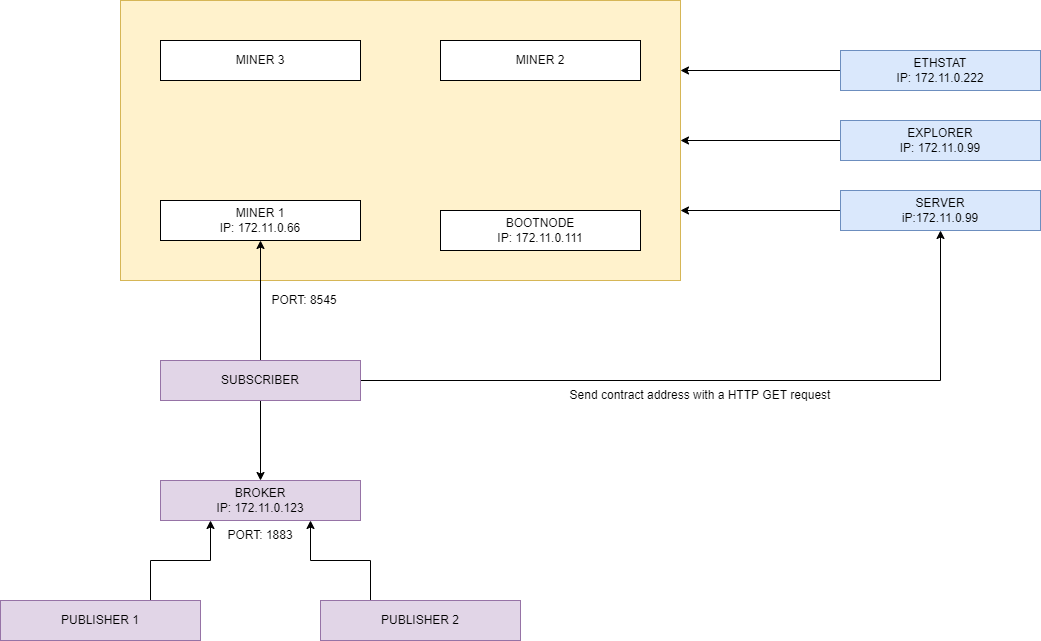 MINER 3
MINER 2
ETHSTAT
IP: 172.11.0.222
EXPLORER
IP: 172.11.0.99
SERVER
iP:172.11.0.99
MINER 1
IP: 172.11.0.66
BOOTNODE
IP: 172.11.0.111
PORT: 8545
SUBSCRIBER
Send contract address with a HTTP GET request
BROKER
IP: 172.11.0.123
PORT: 1883
PUBLISHER 1
PUBLISHER 2